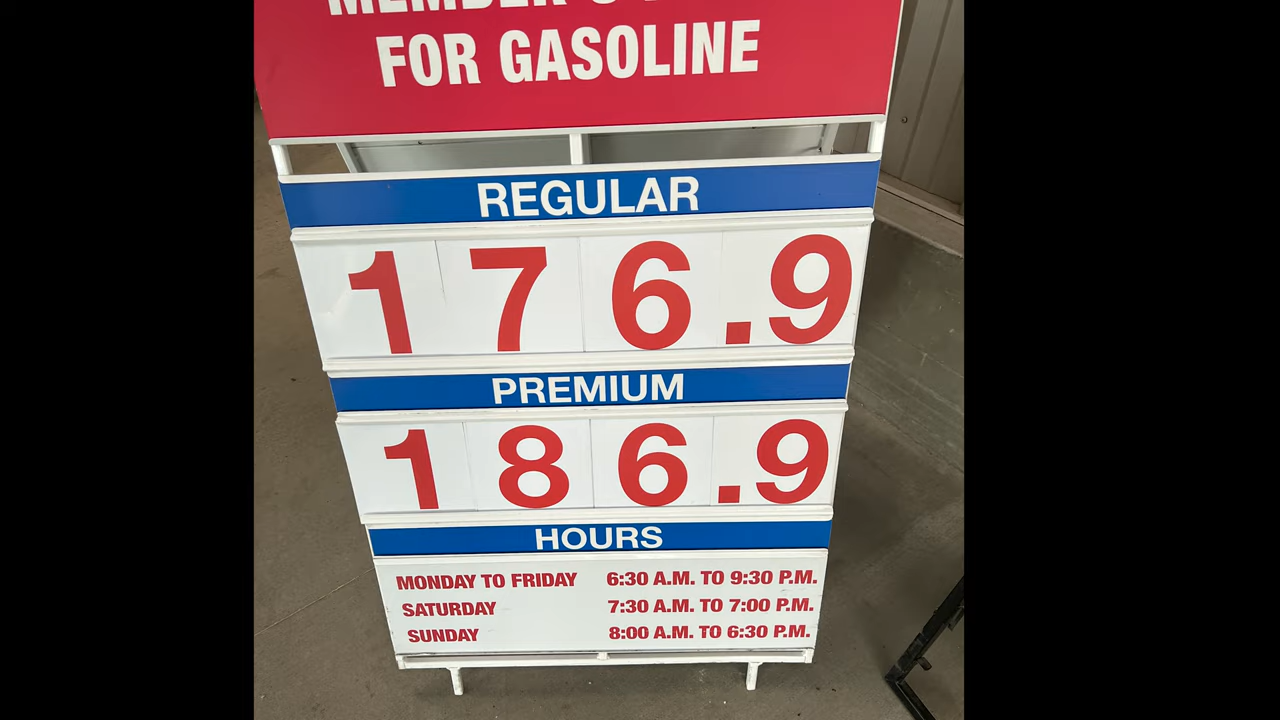 FOR GASOLINE
REGULAR
176.9
PREMIUM
186.9
HOURS
MONDAY TO FRIDAY 6:30 A.M. TO 9:30 P.M.
SATURDAY 7:30 A.M. TO 7:00 P.M.
SUNDAY 8:00 A.M. TO 6:30 P.M.